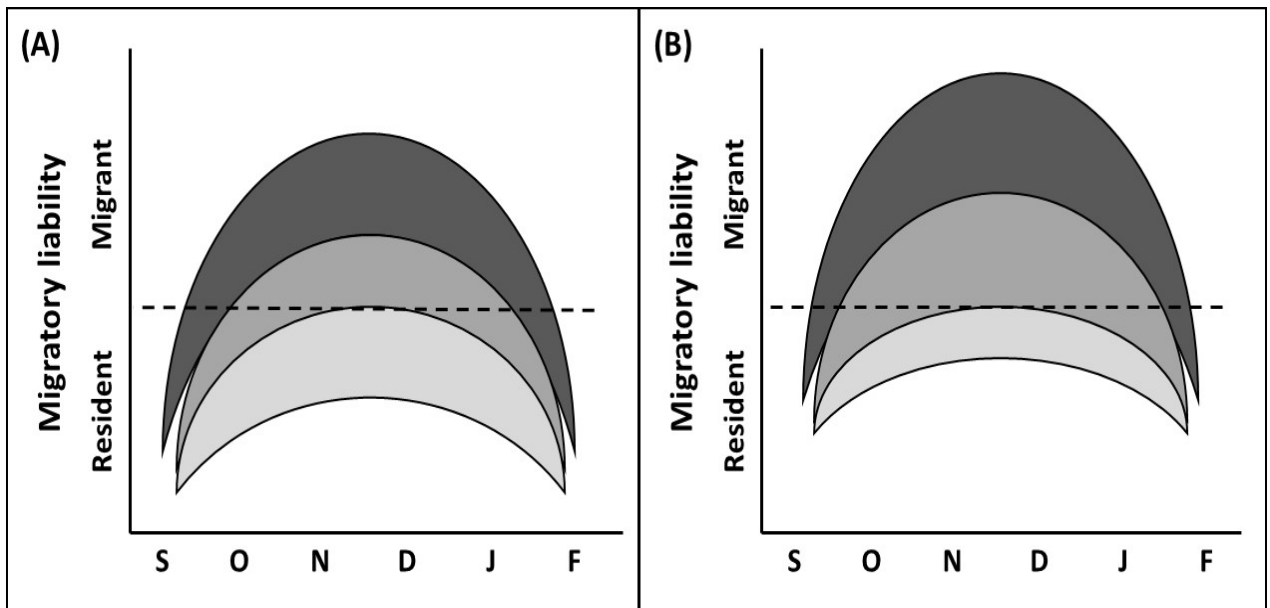 (A)
Migratory liability
Migrant
Resident
S O N D J F
(B)
Migratory liability
Migrant
Resident
S O N D J F